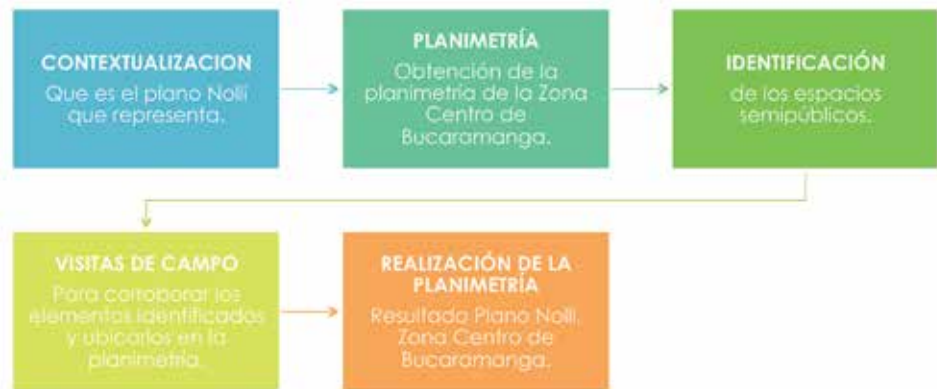 CONTEXTUALIZACION
Que es el plano Nolli
que representa.
PLANIMETRÍA
Obtención de la
planimetría de la Zona
Centro de
Bucaramanga.
IDENTIFICACIÓN
de los espacios
semipúblicos.
VISITAS DE CAMPO
Para corroporar los
elementos identificados
y ubicarlos en la
planimetría.
REALIZACIÓN DE LA
PLANIMETRÍA
Resultado Plano Nolli,
Zona Centro de
Bucaramanga.